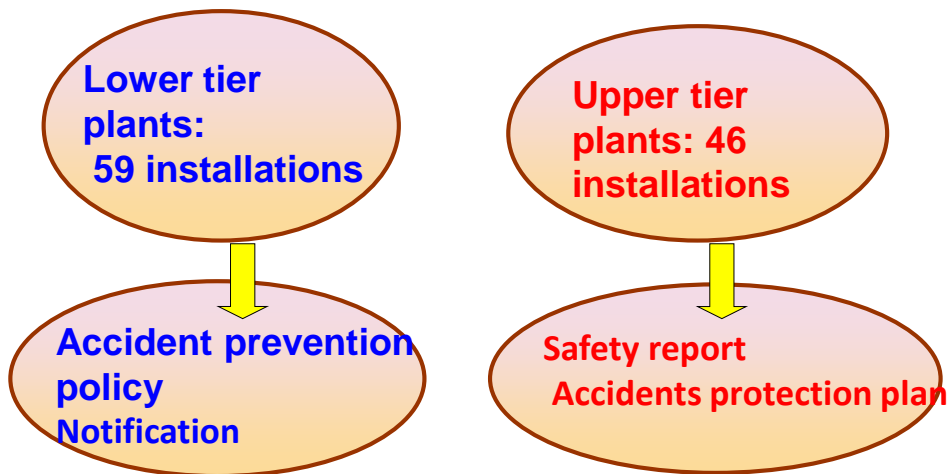 Lower tier
plants:
59 installations
Upper tier
plants: 46
installations
Accident prevention
policy
Notification
Safety report
Accidents protection plan